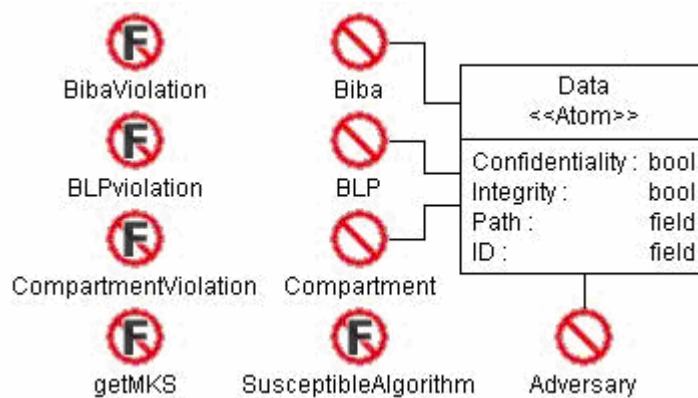 F
BibaViolation
Biba
F
BLPviolation
BLP
F
CompartmentViolation
Compartment
F
getMKS
F
SusceptibleAlgorithm
Data
<<Atom>>
Confidentiality : bool
Integrity : bool
Path : field
ID : field
Adversary